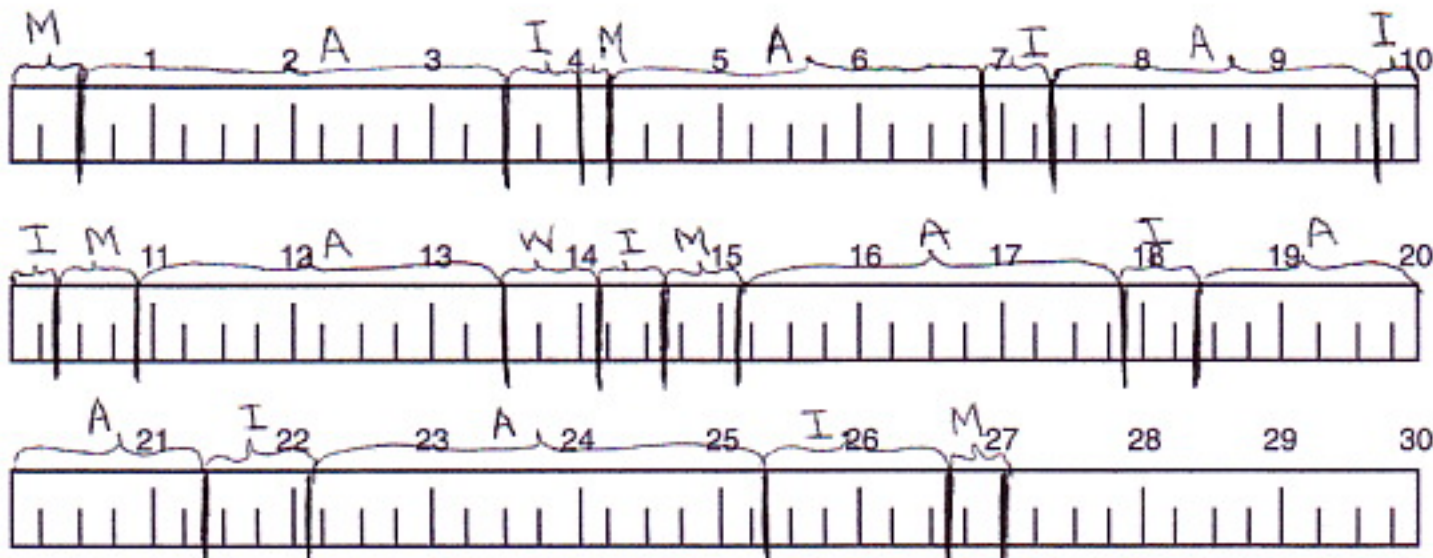 M A I M A I A I
1 2 3 4 5 6 7 8 9 10
I M A W I M A I A
11 12 13 14 15 16 17 18 19 20
A I A I M
21 22 23 24 25 26 27 28 29 30